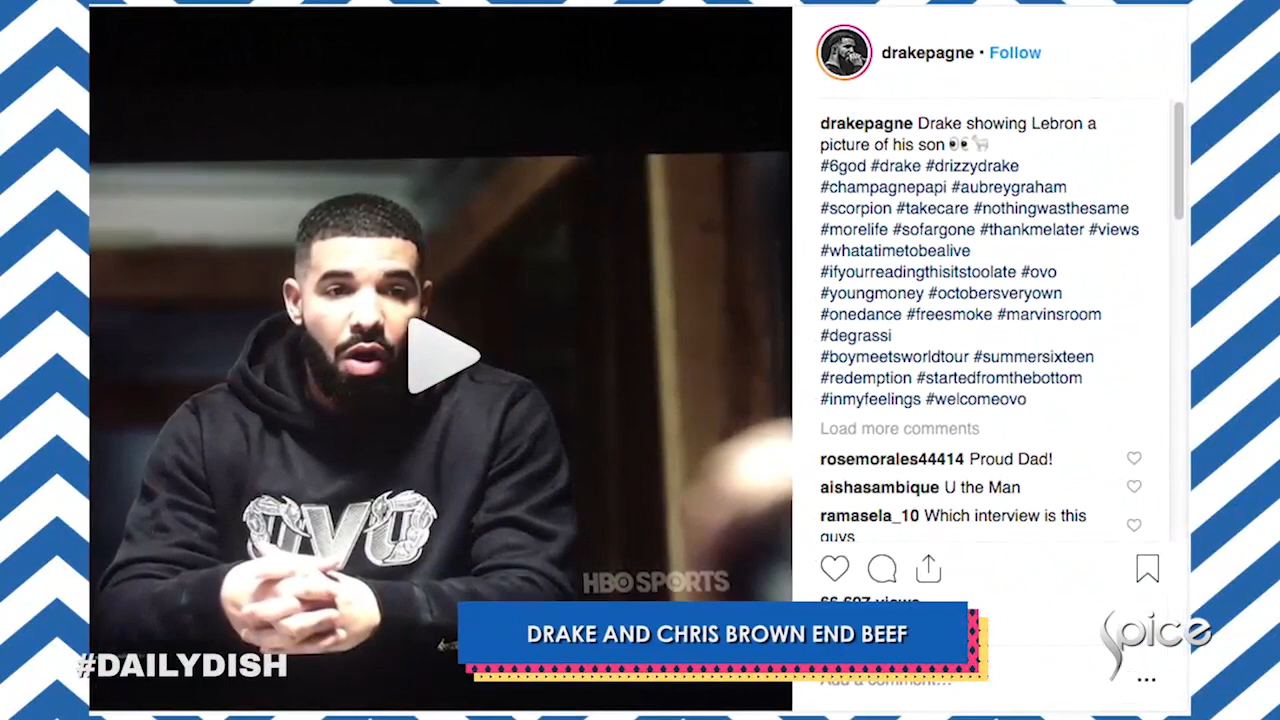 drakepagne • Follow
drakepagne Drake showing Lebron a
picture of his son 👀🐐
#6god #drake #drizzydrake
#champagnepapi #aubreygraham
#scorpion #takecare #nothingwasthesame
#morelife #sofargone #thankmelater #views
#whatatimetobealive
#ifyourreadingthisitstoolate #ovo
#youngmoney #octobersveryown
#onedance #freesmoke #marvinsroom
#degrassi
#boymeetsworldtour #summersixteen
#redemption #startedfromthebottom
#inmyfeelings #welcomeovo
Load more comments
rosemorales44414 Proud Dad!
aishasambique U the Man
ramasela_10 Which interview is this
guys
OVO
HBO SPORTS
DRAKE AND CHRIS BROWN END BEEF
Spice
#DAILYDISH